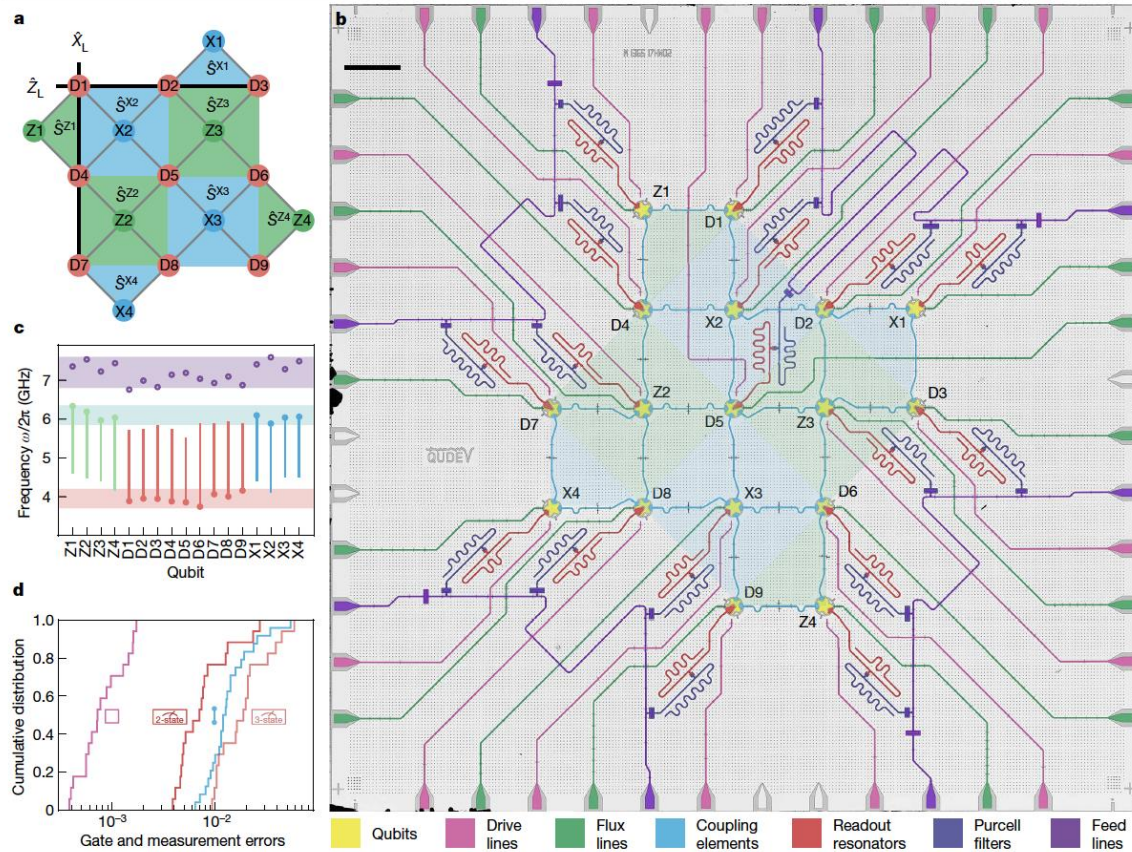 a
X̂L
ẐL
X1
ŜX1
D1
D2
D3
ŜX2
ŜZ3
Z1
ŜZ1
X2
Z3
D4
D5
D6
ŜZ2
ŜX3
Z2
X3
ŜZ4
Z4
D7
D8
D9
ŜX4
X4
b
Z1
D1
D4
X2
D2
X1
D7
Z2
D5
Z3
D3
QUDEV
X4
D8
X3
D6
D9
Z4
c
Frequency ω/2π (GHz)
7
6
5
4
Z1 Z2 Z3 Z4 D1 D2 D3 D4 D5 D6 D7 D8 D9 X1 X2 X3 X4
Qubit
d
Cumulative distribution
1.0
0.8
0.6
0.4
0.2
0
2-state
3-state
10−3
10−2
Gate and measurement errors
Qubits
Drive lines
Flux lines
Coupling elements
Readout resonators
Purcell filters
Feed lines